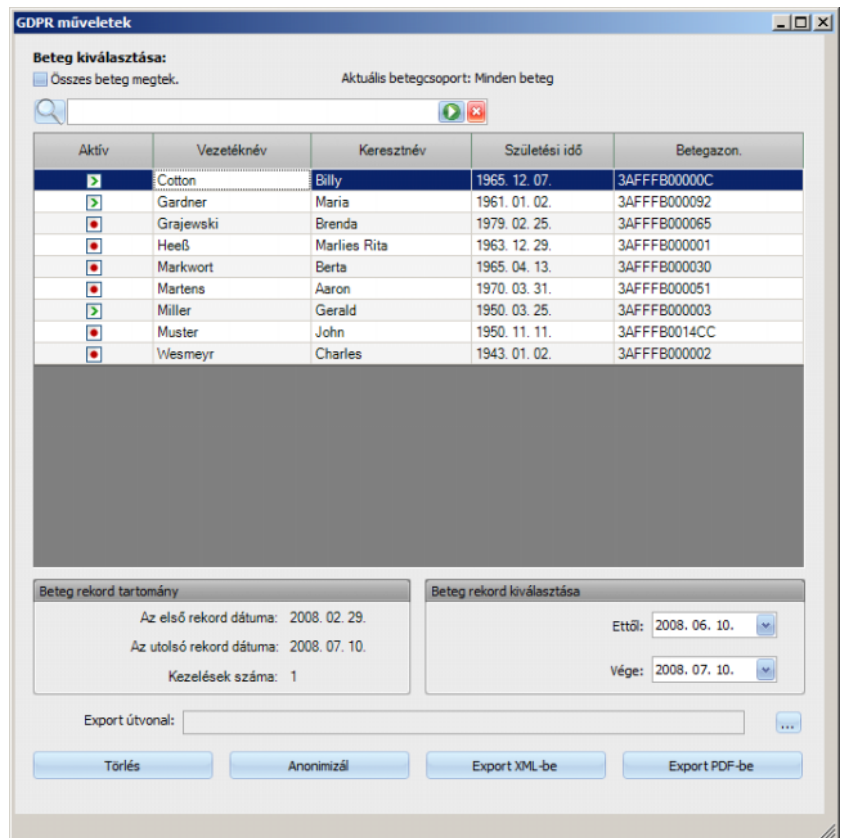 GDPR műveletek
Beteg kiválasztása:
Összes beteg megtek. Aktuális betegcsoport: Minden beteg
Aktív Vezetéknév Keresztnév Születési idő Betegazon.
Cotton Billy 1965. 12. 07. 3AFFFB00000C
Gardner Maria 1961. 01. 02. 3AFFFB000092
Grajewski Brenda 1979. 02. 25. 3AFFFB000065
Heeß Marlies Rita 1963. 12. 29. 3AFFFB000001
Markwort Berta 1965. 04. 13. 3AFFFB000030
Martens Aaron 1970. 03. 31. 3AFFFB000051
Miller Gerald 1950. 03. 25. 3AFFFB000003
Muster John 1950. 11. 11. 3AFFFB0014CC
Wesmeyr Charles 1943. 01. 02. 3AFFFB000002
Beteg rekord tartomány
Az első rekord dátuma: 2008. 02. 29.
Az utolsó rekord dátuma: 2008. 07. 10.
Kezelések száma: 1
Beteg rekord kiválasztása
Ettől: 2008. 06. 10.
Vége: 2008. 07. 10.
Export útvonal: ...
Törlés Anonimizál Export XML-be Export PDF-be